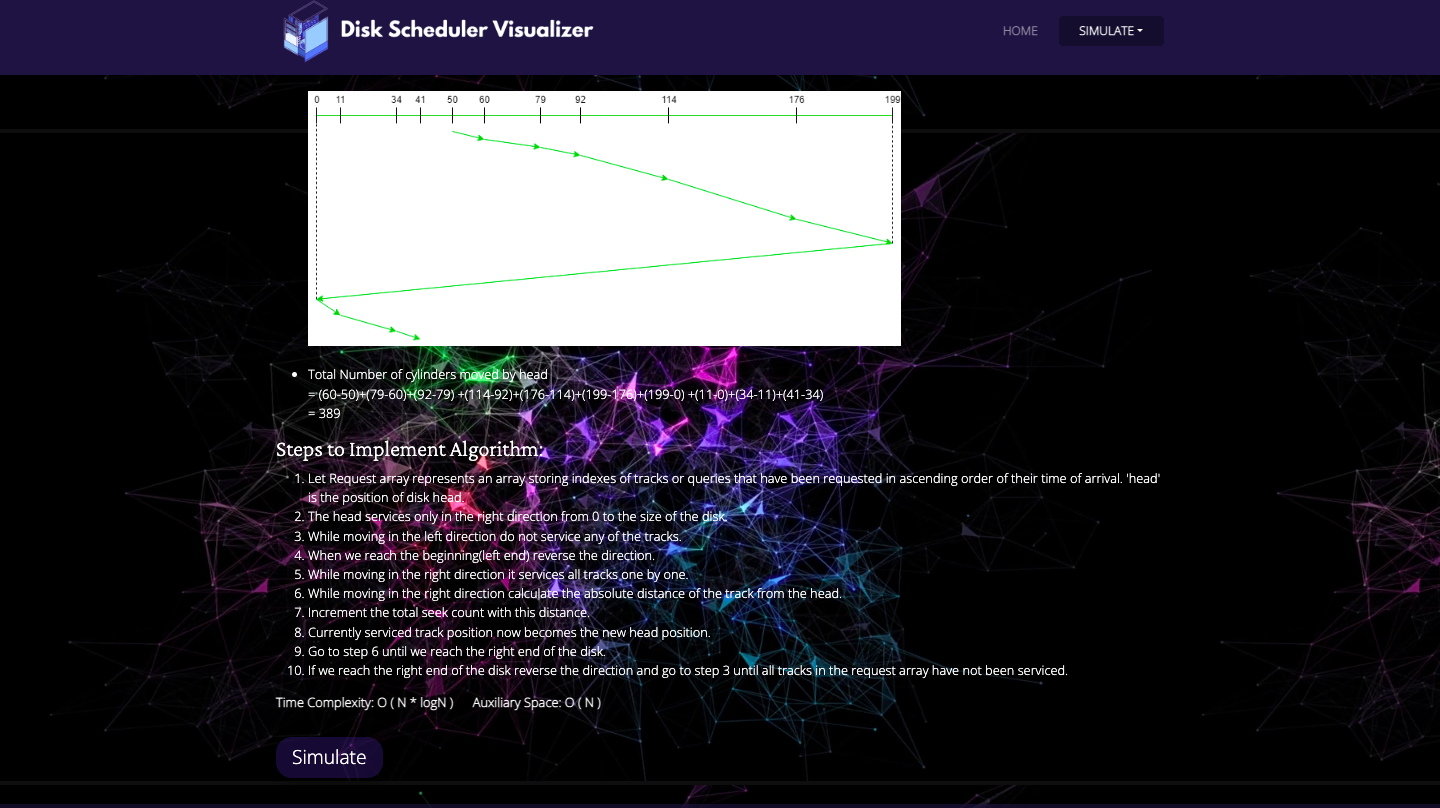 Disk Scheduler Visualizer
HOME
SIMULATE
0 11 34 41 50 60 79 92 114 176 199
Total Number of cylinders moved by head
= (60-50)+(79-60)+(92-79) +(114-92)+(176-114)+(199-176)+(199-0) +(11-0)+(34-11)+(41-34)
= 389
Steps to Implement Algorithm:
1. Let Request array represents an array storing indexes of tracks or queries that have been requested in ascending order of their time of arrival. 'head'
is the position of disk head.
2. The head services only in the right direction from 0 to the size of the disk.
3. While moving in the left direction do not service any of the tracks.
4. When we reach the beginning(left end) reverse the direction.
5. While moving in the right direction it services all tracks one by one.
6. While moving in the right direction calculate the absolute distance of the track from the head.
7. Increment the total seek count with this distance.
8. Currently serviced track position now becomes the new head position.
9. Go to step 6 until we reach the right end of the disk.
10. If we reach the right end of the disk reverse the direction and go to step 3 until all tracks in the request array have not been serviced.
Time Complexity: O ( N * logN ) Auxiliary Space: O ( N )
Simulate